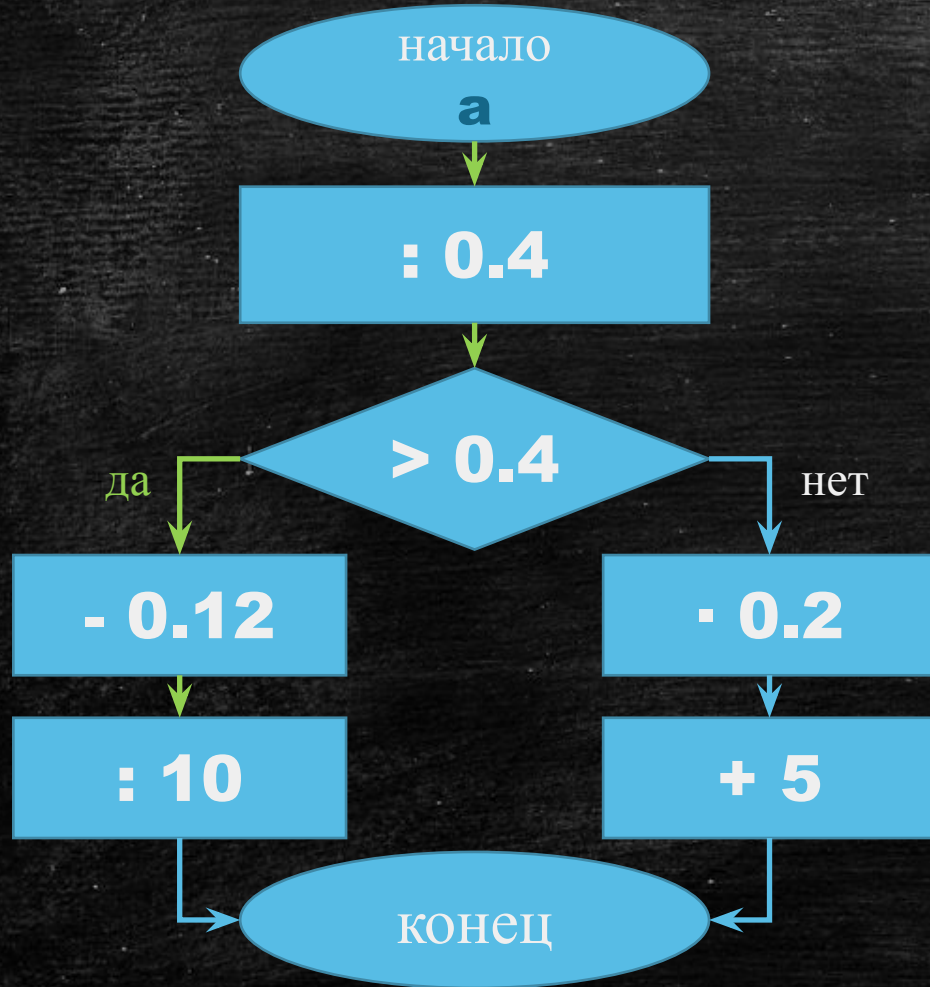 начало
а
: 0.4
> 0.4
да
нет
- 0.12
· 0.2
: 10
+ 5
конец